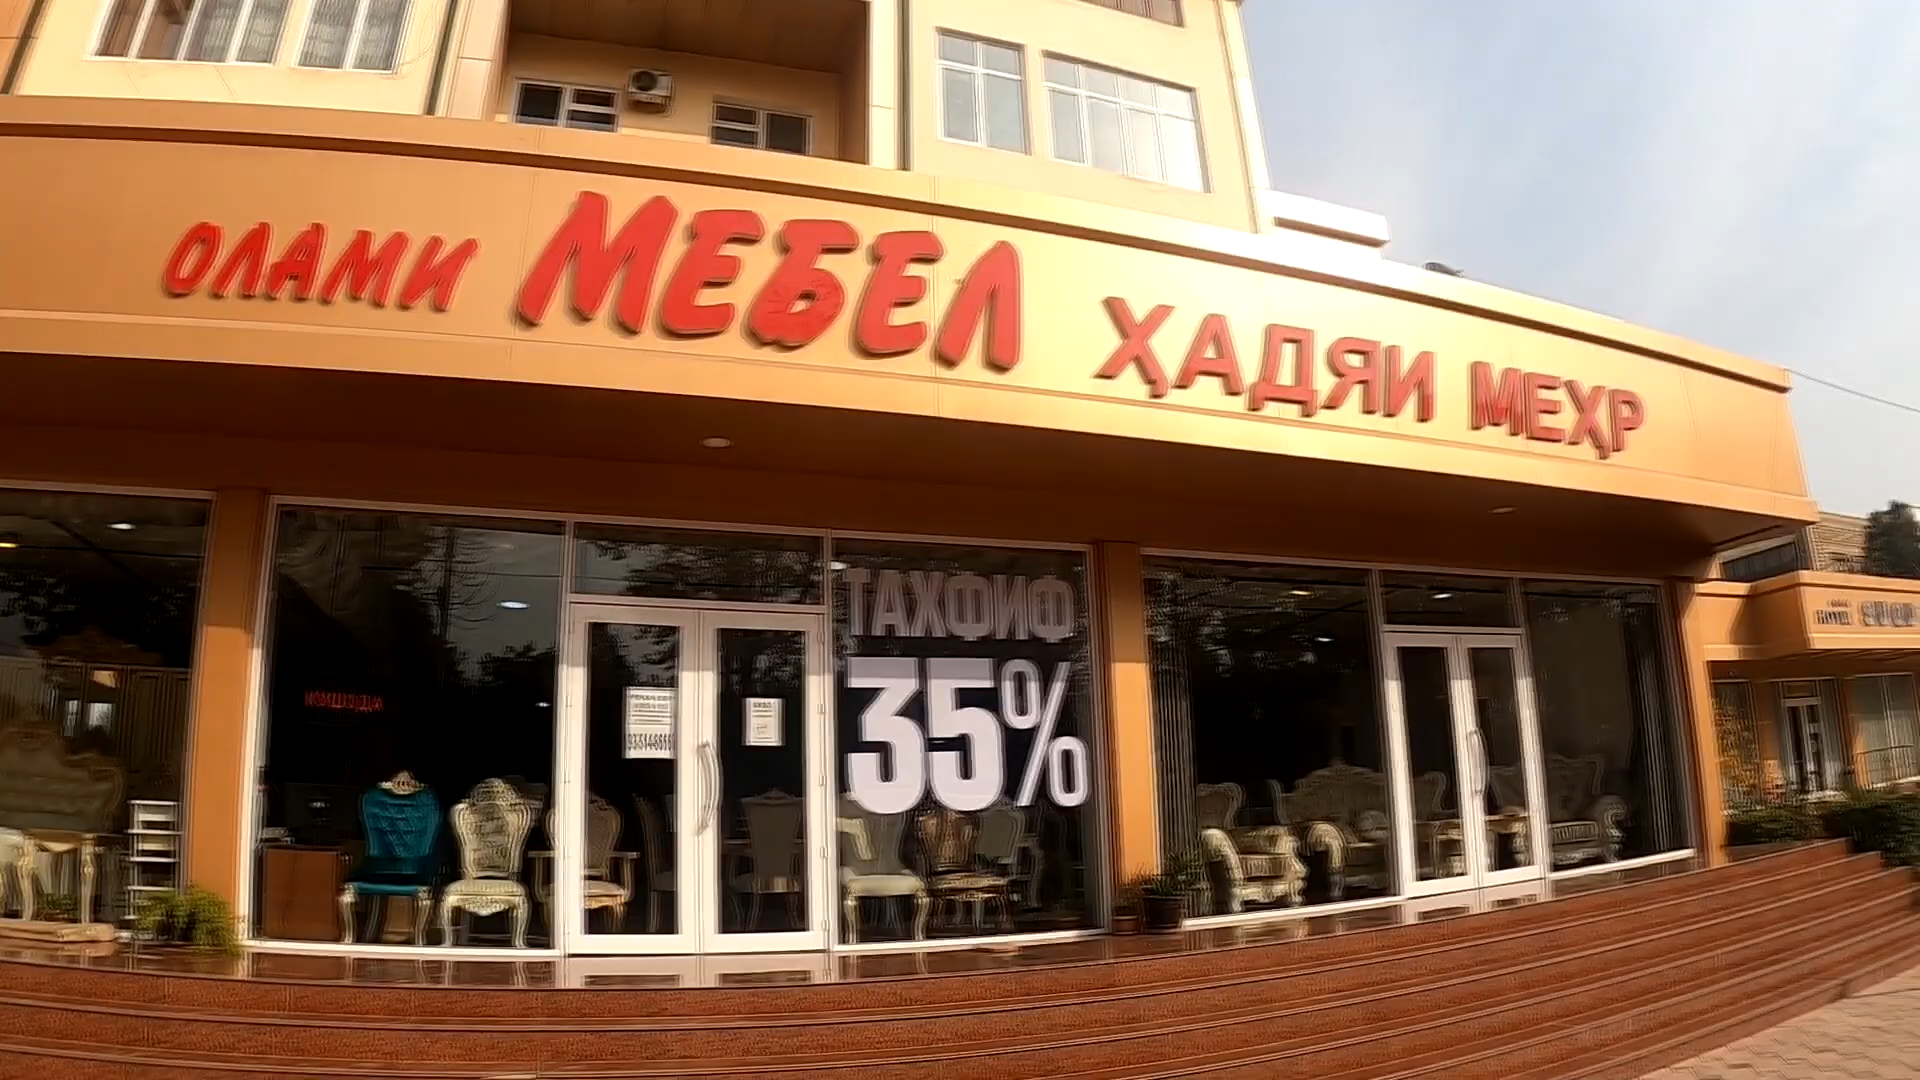 ОЛАМИ МЕБЕЛ ҲАДЯИ МЕҲР
ТАХФИФ
35%